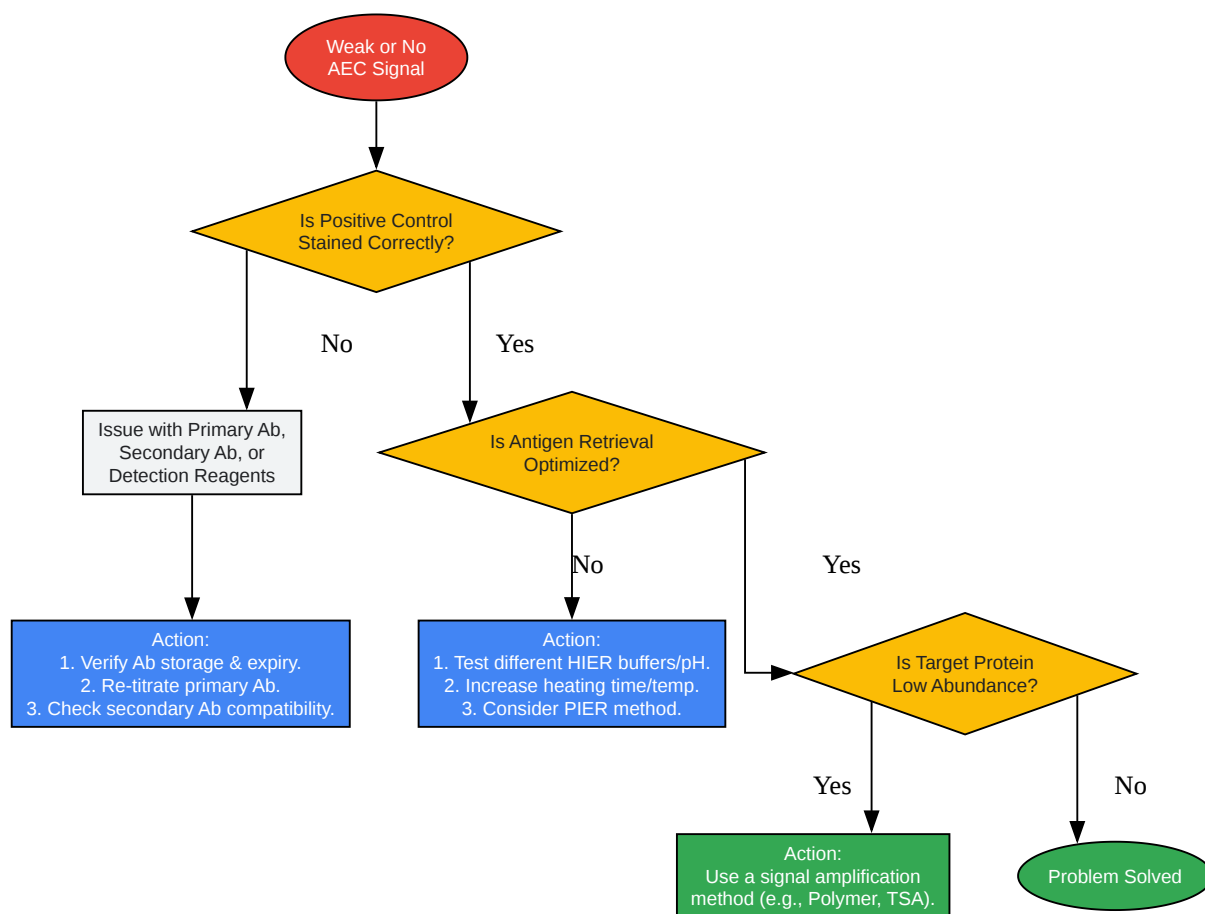 Weak or No
AEC Signal
Is Positive Control
Stained Correctly?
No
Yes
Issue with Primary Ab,
Secondary Ab, or
Detection Reagents
Is Antigen Retrieval
Optimized?
No
Yes
Action:
1. Verify Ab storage & expiry.
2. Re-titrate primary Ab.
3. Check secondary Ab compatibility.
Action:
1. Test different HIER buffers/pH.
2. Increase heating time/temp.
3. Consider PIER method.
Is Target Protein
Low Abundance?
Yes
No
Action:
Use a signal amplification
method (e.g., Polymer, TSA).
Problem Solved